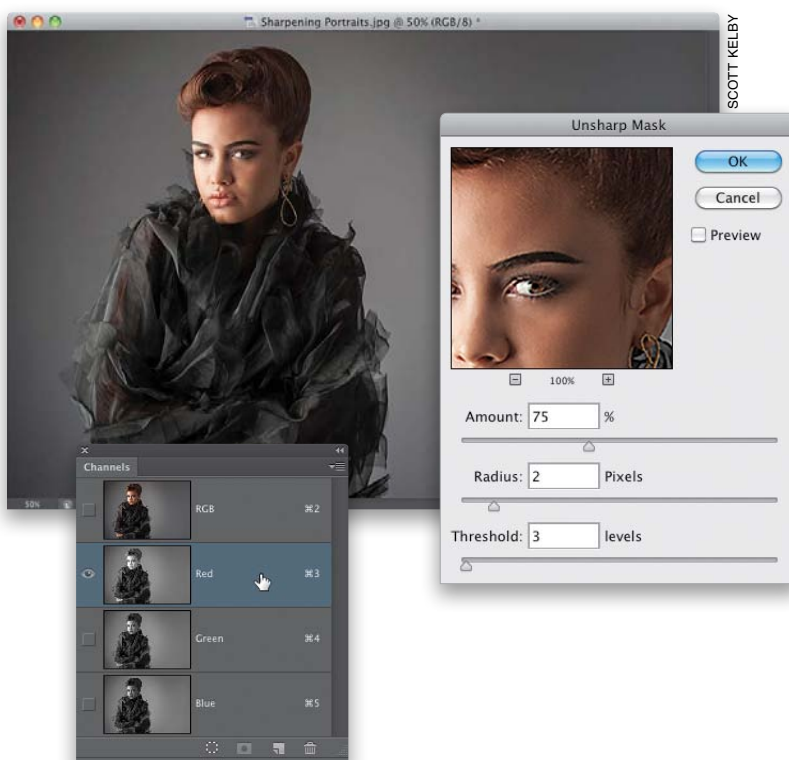 Sharpening Portraits.jpg @ 50% (RGB/8) *
SCOTT KELBY
Unsharp Mask
OK
Cancel
Preview
100%
Amount: 75 %
Radius: 2 Pixels
Threshold: 3 levels
50%
Channels
RGB ⌘2
Red ⌘3
Green ⌘4
Blue ⌘5